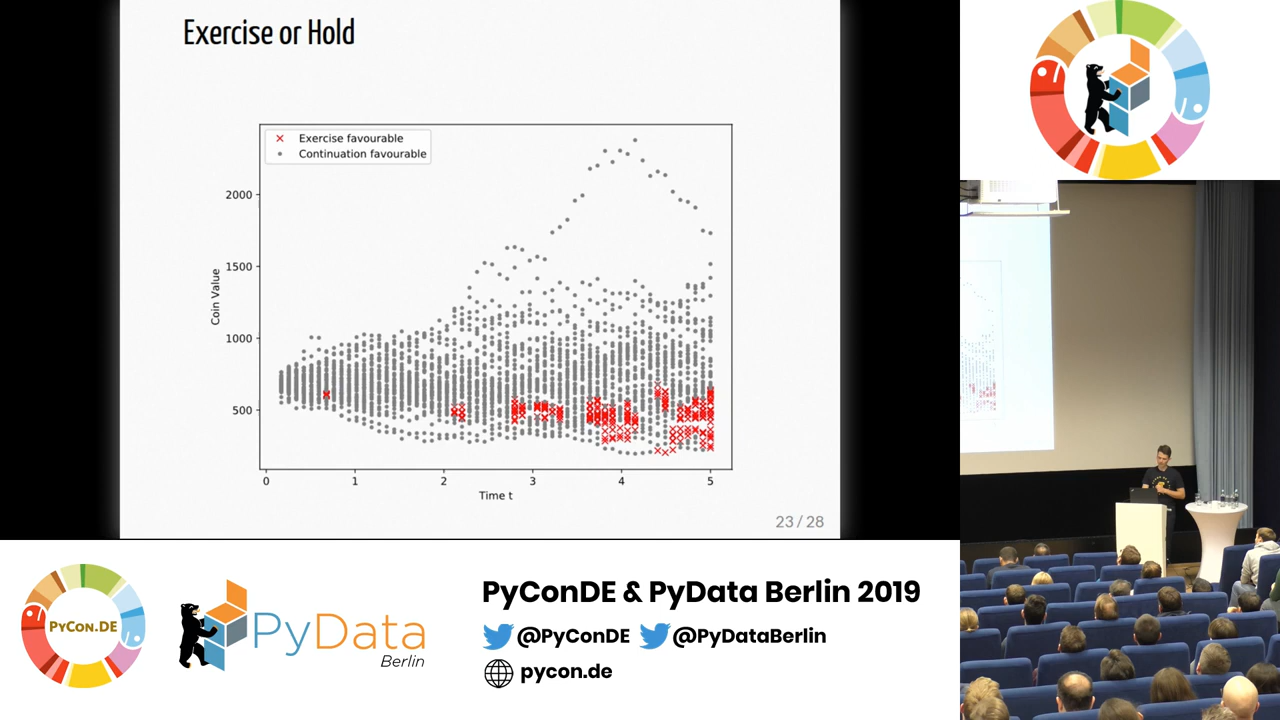 Exercise or Hold
Exercise favourable
Continuation favourable
2000
1500
1000
500
Coin Value
0 1 2 3 4 5
Time t
23 / 28
PyCon.DE
PyData
Berlin
PyConDE & PyData Berlin 2019
@PyConDE @PyDataBerlin
pycon.de